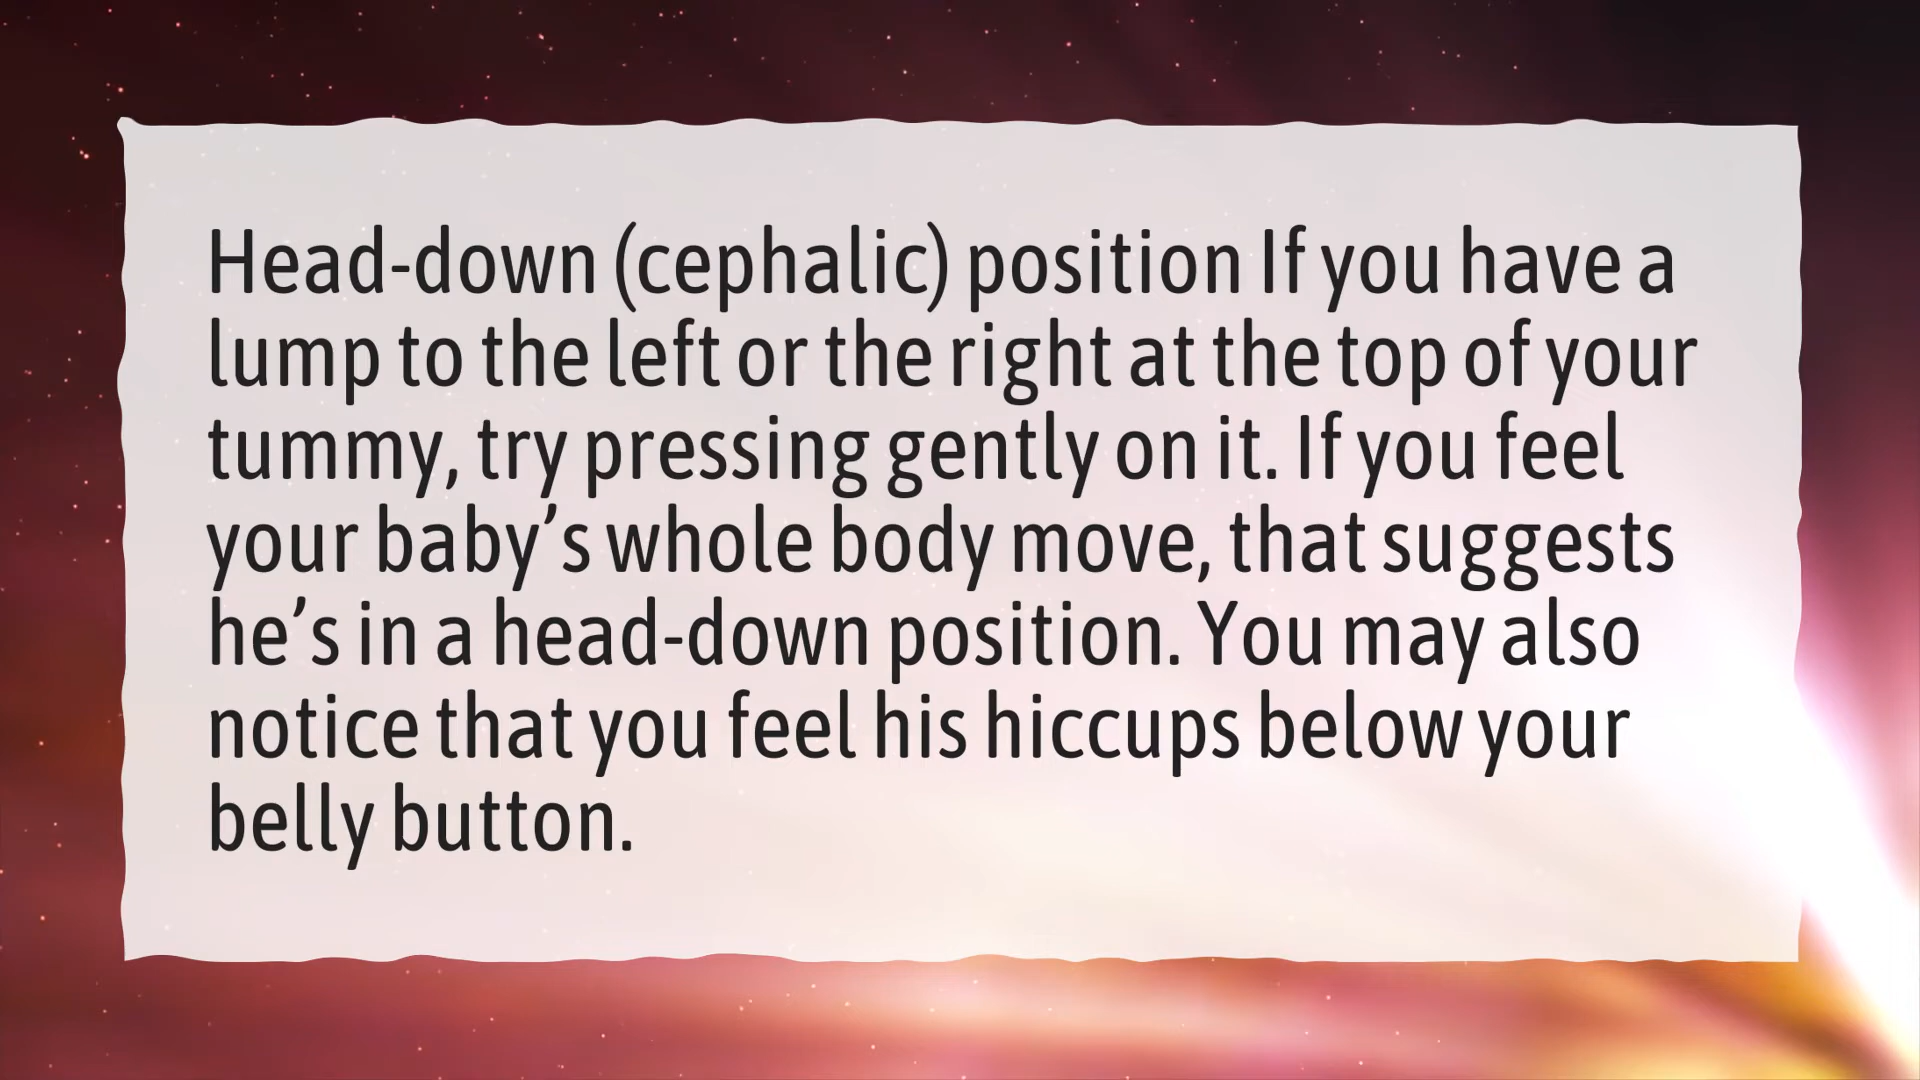 Head-down (cephalic) position If you have a
lump to the left or the right at the top of your
tummy, try pressing gently on it. If you feel
your baby’s whole body move, that suggests
he’s in a head-down position. You may also
notice that you feel his hiccups below your
belly button.